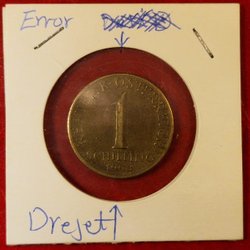 Error
REPUBLIK ÖSTERREICH
1
SCHILLING
Drejet